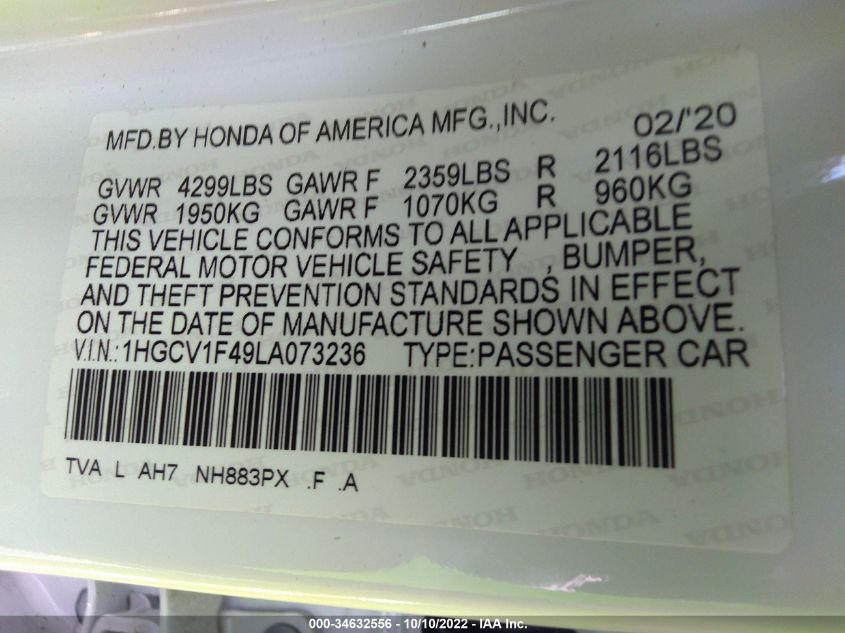 MFD.BY HONDA OF AMERICA MFG.,INC. 02/'20
GVWR 4299LBS GAWR F 2359LBS R 2116LBS
GVWR 1950KG GAWR F 1070KG R 960KG
THIS VEHICLE CONFORMS TO ALL APPLICABLE
FEDERAL MOTOR VEHICLE SAFETY , BUMPER,
AND THEFT PREVENTION STANDARDS IN EFFECT
ON THE DATE OF MANUFACTURE SHOWN ABOVE.
V.I.N.:1HGCV1F49LA073236 TYPE:PASSENGER CAR
TVA L AH7 NH883PX .F .A
000-34632556 - 10/10/2022 - IAA Inc.